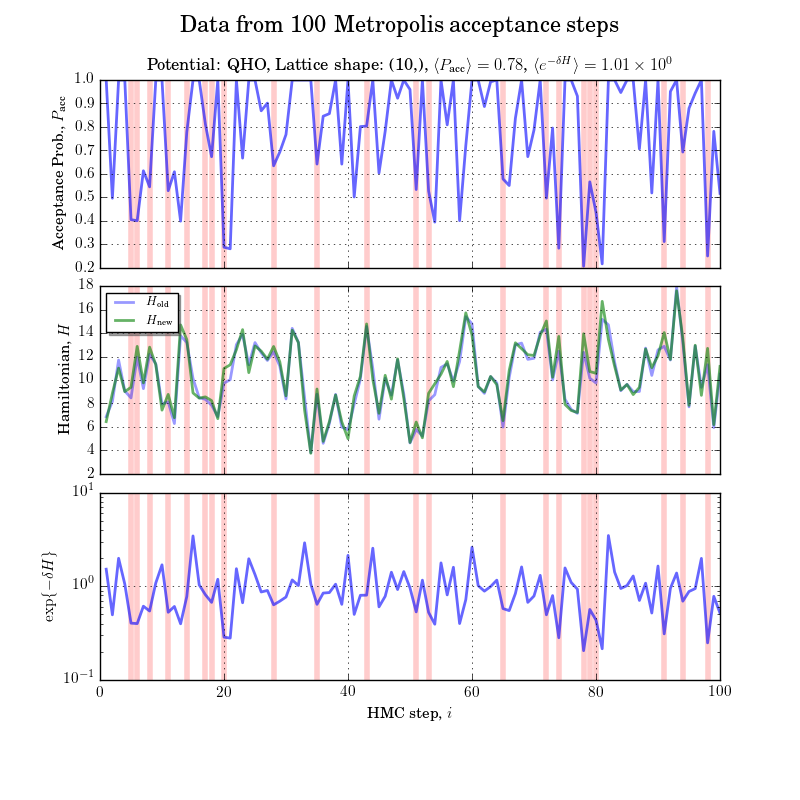 Data from 100 Metropolis acceptance steps
Potential: QHO, Lattice shape: (10,), ⟨P_acc⟩ = 0.78, ⟨e^{−δH}⟩ = 1.01 × 10^0
Acceptance Prob., P_acc
1.0
0.9
0.8
0.7
0.6
0.5
0.4
0.3
0.2
Hamiltonian, H
18
16
14
12
10
8
6
4
2
H_old
H_new
exp{−δH}
10^1
10^0
10^{−1}
0 20 40 60 80 100
HMC step, i